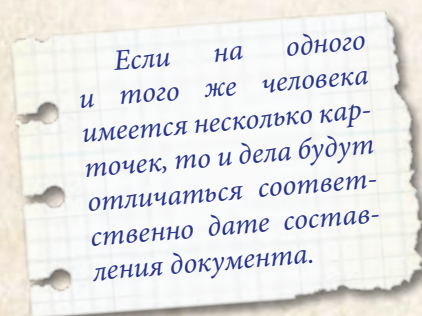 Если на одного
и того же человека
имеется несколько кар-
точек, то и дела будут
отличаться соответ-
ственно дате состав-
ления документа.